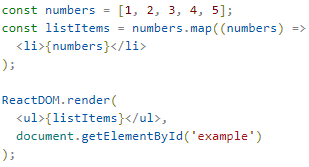 const numbers = [1, 2, 3, 4, 5];
const listItems = numbers.map((numbers) =>
  <li>{numbers}</li>
);

ReactDOM.render(
  <ul>{listItems}</ul>,
  document.getElementById('example')
);